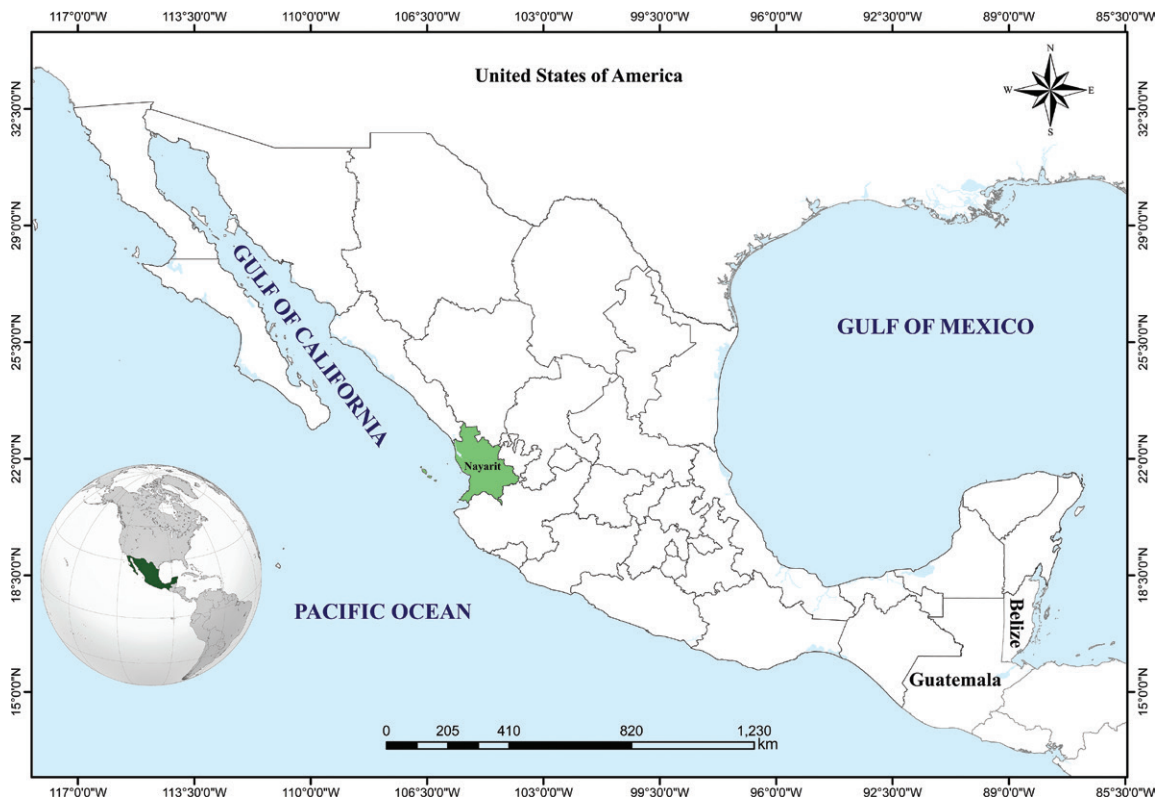 117°0'0"W 113°30'0"W 110°0'0"W 106°30'0"W 103°0'0"W 99°30'0"W 96°0'0"W 92°30'0"W 89°0'0"W 85°30'0"W
United States of America
N
W E
S
32°30'0"N 32°30'0"N
29°0'0"N 29°0'0"N
GULF OF CALIFORNIA
GULF OF MEXICO
25°30'0"N 25°30'0"N
22°0'0"N 22°0'0"N
Nayarit
18°30'0"N 18°30'0"N
PACIFIC OCEAN
Belize
Guatemala
15°0'0"N 15°0'0"N
0 205 410 820 1,230
km
117°0'0"W 113°30'0"W 110°0'0"W 106°30'0"W 103°0'0"W 99°30'0"W 96°0'0"W 92°30'0"W 89°0'0"W 85°30'0"W